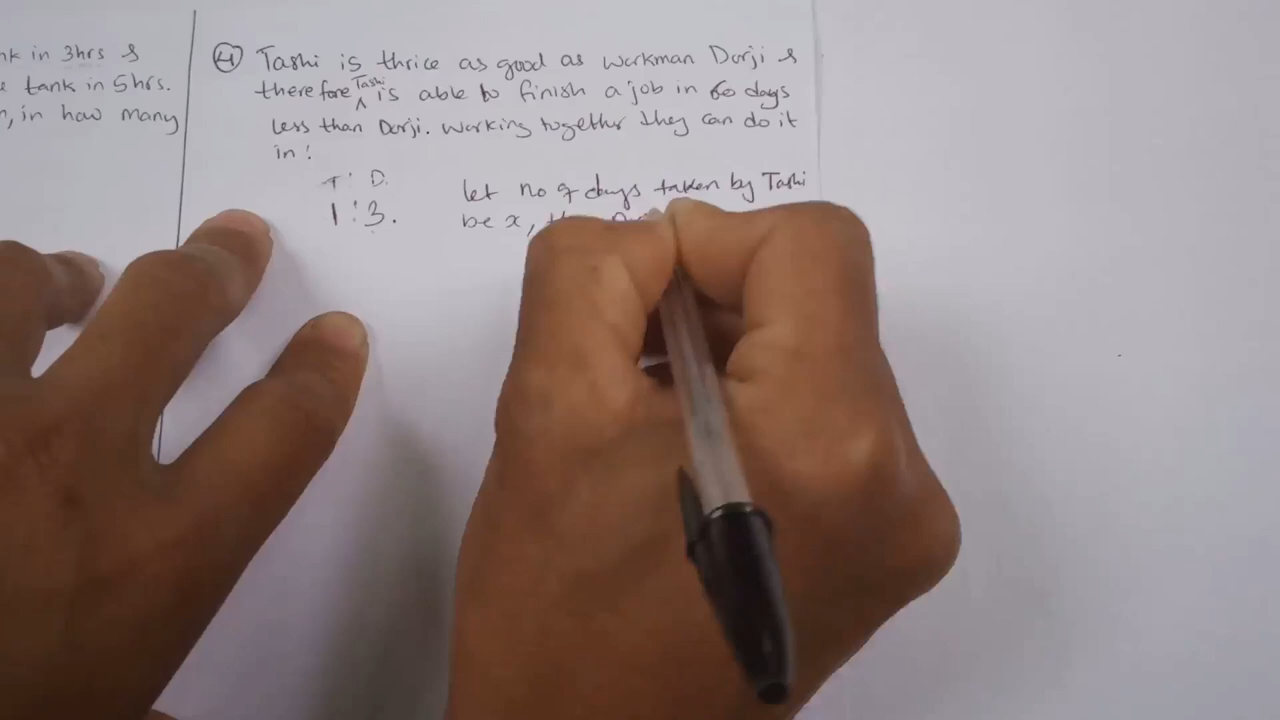 nk in 3hrs &
e tank in 5hrs.
n, in how many
④ Tashi is thrice as good as workman Dorji &
therefore Tashi is able to finish a job in 60 days
less than Dorji. Working together they can do it
in:
T : D.
1 : 3.
let no of days taken by Tashi
be x,